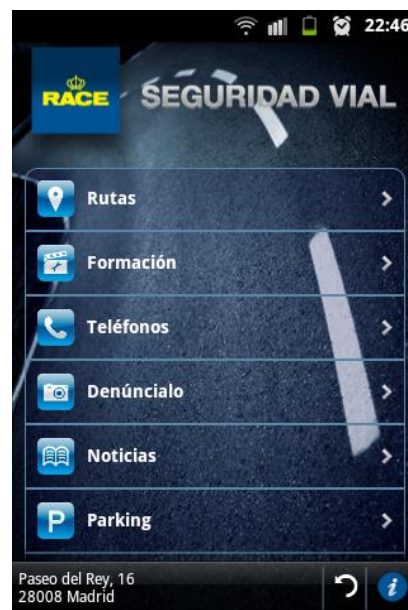 22:46
RACE
SEGURIDAD VIAL
Rutas
Formación
Teléfonos
Denúncialo
Noticias
P Parking
Paseo del Rey, 16
28008 Madrid
i